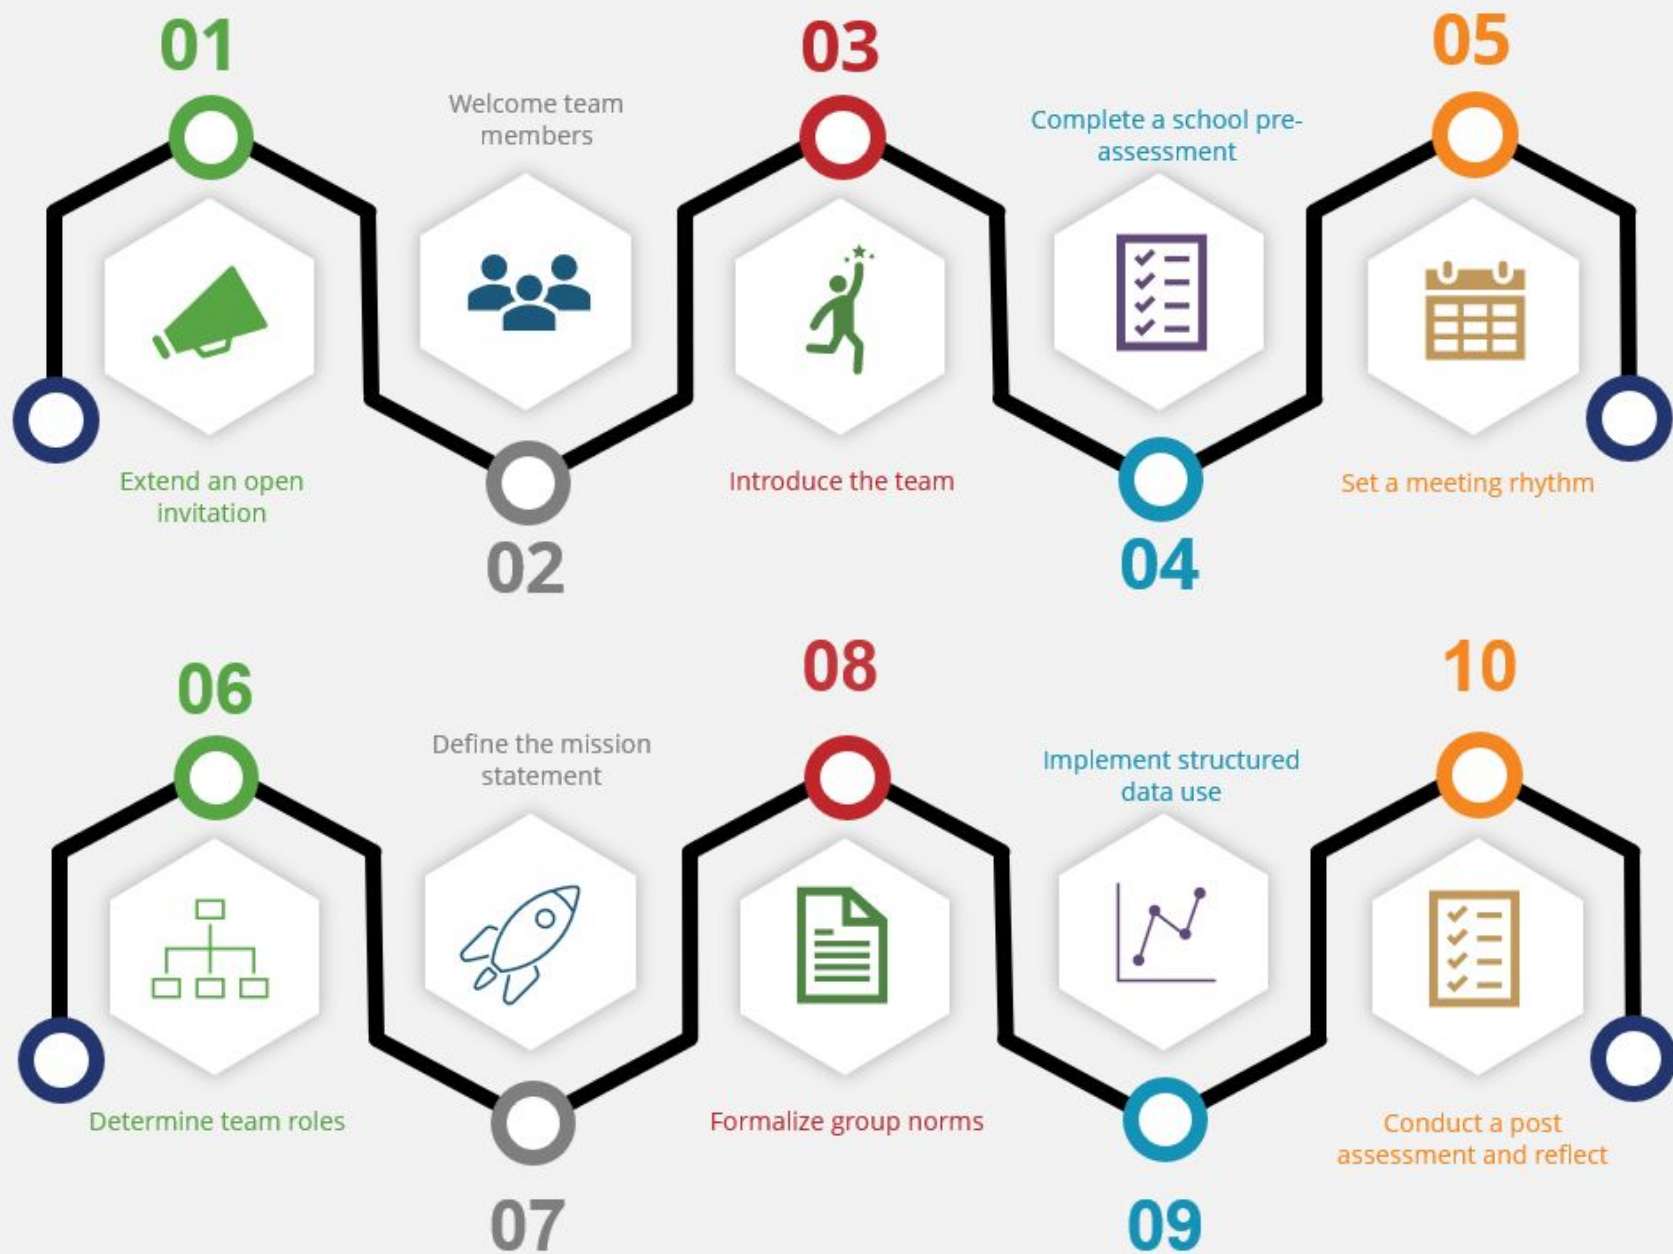 01
Extend an open
invitation
Welcome team
members
02
03
Introduce the team
Complete a school pre-
assessment
04
05
Set a meeting rhythm
06
Determine team roles
Define the mission
statement
07
08
Formalize group norms
Implement structured
data use
09
10
Conduct a post
assessment and reflect